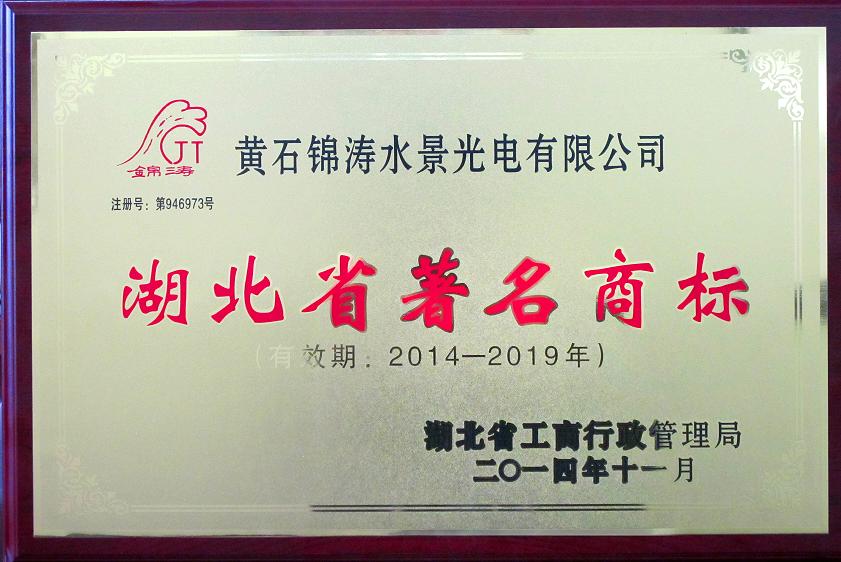 JT
锦涛
黄石锦涛水景光电有限公司
注册号：第946973号
湖北省著名商标
（有效期：2014—2019年）
湖北省工商行政管理局
二〇一四年十一月